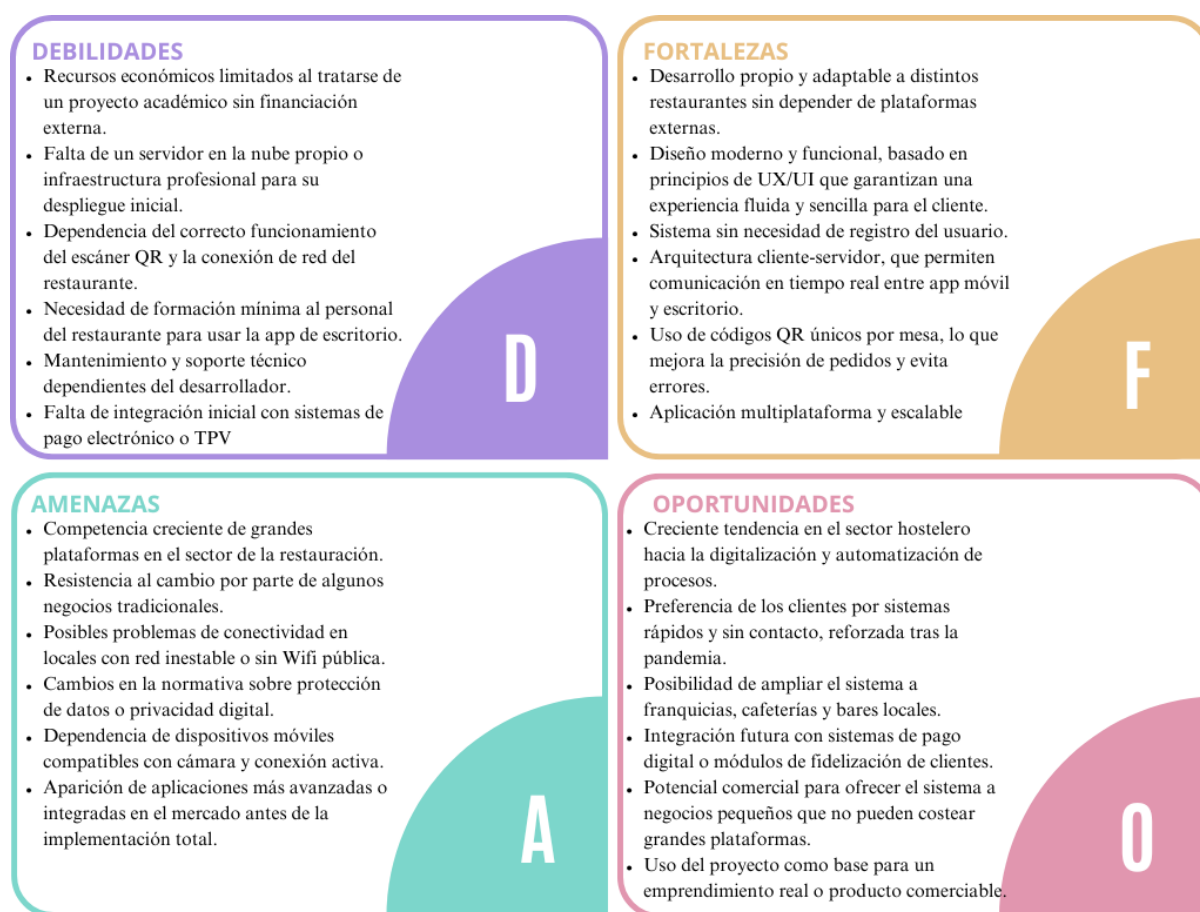 DEBILIDADES
• Recursos económicos limitados al tratarse de
un proyecto académico sin financiación
externa.
• Falta de un servidor en la nube propio o
infraestructura profesional para su
despliegue inicial.
• Dependencia del correcto funcionamiento
del escáner QR y la conexión de red del
restaurante.
• Necesidad de formación mínima al personal
del restaurante para usar la app de escritorio.
• Mantenimiento y soporte técnico
dependientes del desarrollador.
• Falta de integración inicial con sistemas de
pago electrónico o TPV
D
FORTALEZAS
• Desarrollo propio y adaptable a distintos
restaurantes sin depender de plataformas
externas.
• Diseño moderno y funcional, basado en
principios de UX/UI que garantizan una
experiencia fluida y sencilla para el cliente.
• Sistema sin necesidad de registro del usuario.
• Arquitectura cliente-servidor, que permiten
comunicación en tiempo real entre app móvil
y escritorio.
• Uso de códigos QR únicos por mesa, lo que
mejora la precisión de pedidos y evita
errores.
• Aplicación multiplataforma y escalable
F
AMENAZAS
• Competencia creciente de grandes
plataformas en el sector de la restauración.
• Resistencia al cambio por parte de algunos
negocios tradicionales.
• Posibles problemas de conectividad en
locales con red inestable o sin Wifi pública.
• Cambios en la normativa sobre protección
de datos o privacidad digital.
• Dependencia de dispositivos móviles
compatibles con cámara y conexión activa.
• Aparición de aplicaciones más avanzadas o
integradas en el mercado antes de la
implementación total.
A
OPORTUNIDADES
• Creciente tendencia en el sector hostelero
hacia la digitalización y automatización de
procesos.
• Preferencia de los clientes por sistemas
rápidos y sin contacto, reforzada tras la
pandemia.
• Posibilidad de ampliar el sistema a
franquicias, cafeterías y bares locales.
• Integración futura con sistemas de pago
digital o módulos de fidelización de clientes.
• Potencial comercial para ofrecer el sistema a
negocios pequeños que no pueden costear
grandes plataformas.
• Uso del proyecto como base para un
emprendimiento real o producto comerciable.
O